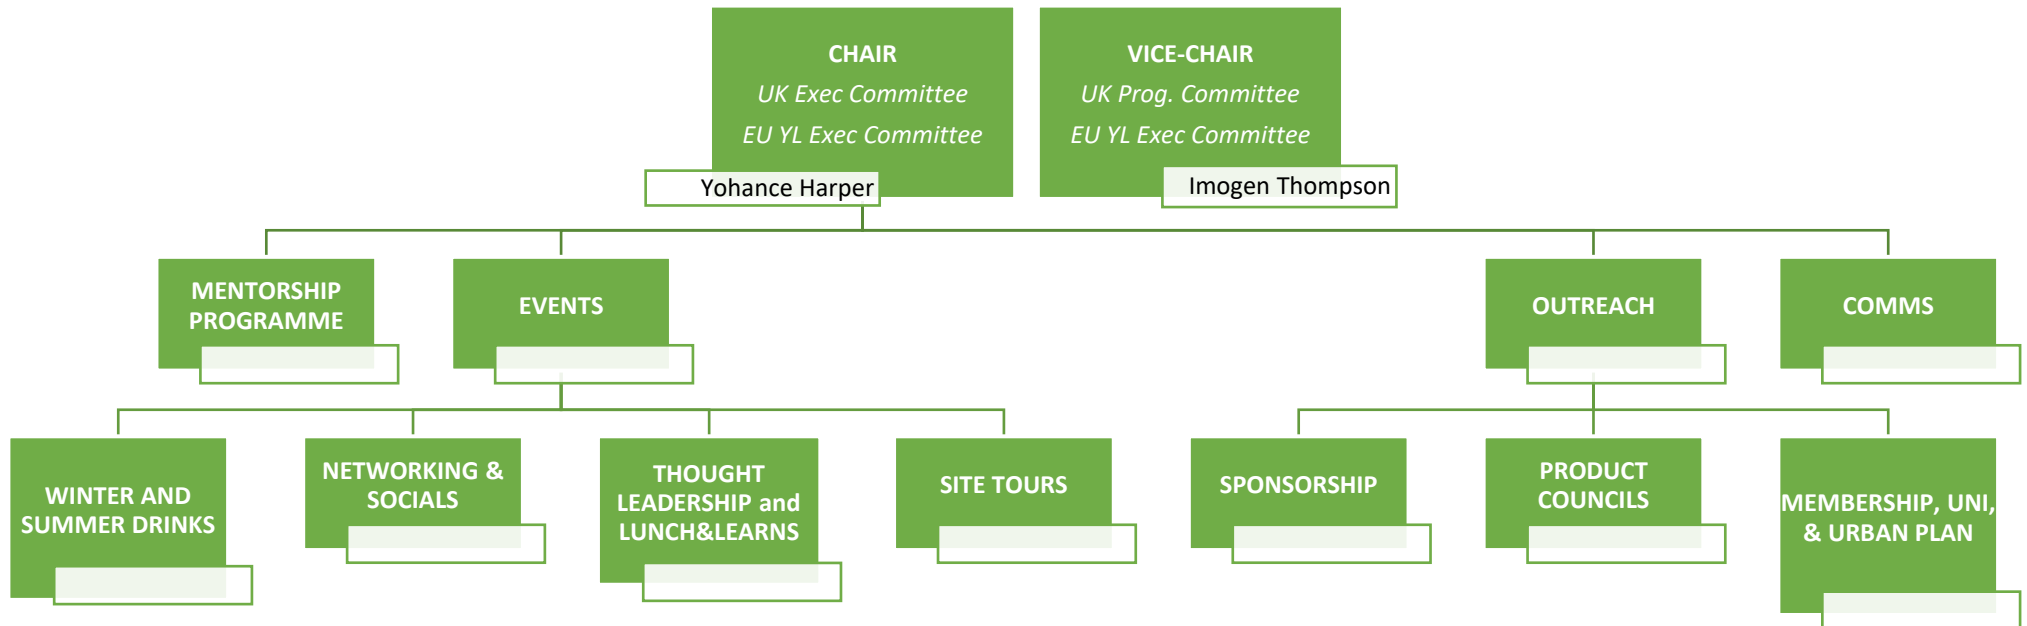 CHAIR
UK Exec Committee
EU YL Exec Committee
Yohance Harper
VICE-CHAIR
UK Prog. Committee
EU YL Exec Committee
Imogen Thompson
MENTORSHIP
PROGRAMME
EVENTS
OUTREACH
COMMS
WINTER AND
SUMMER DRINKS
NETWORKING &
SOCIALS
THOUGHT
LEADERSHIP and
LUNCH&LEARNS
SITE TOURS
SPONSORSHIP
PRODUCT
COUNCILS
MEMBERSHIP, UNI,
& URBAN PLAN